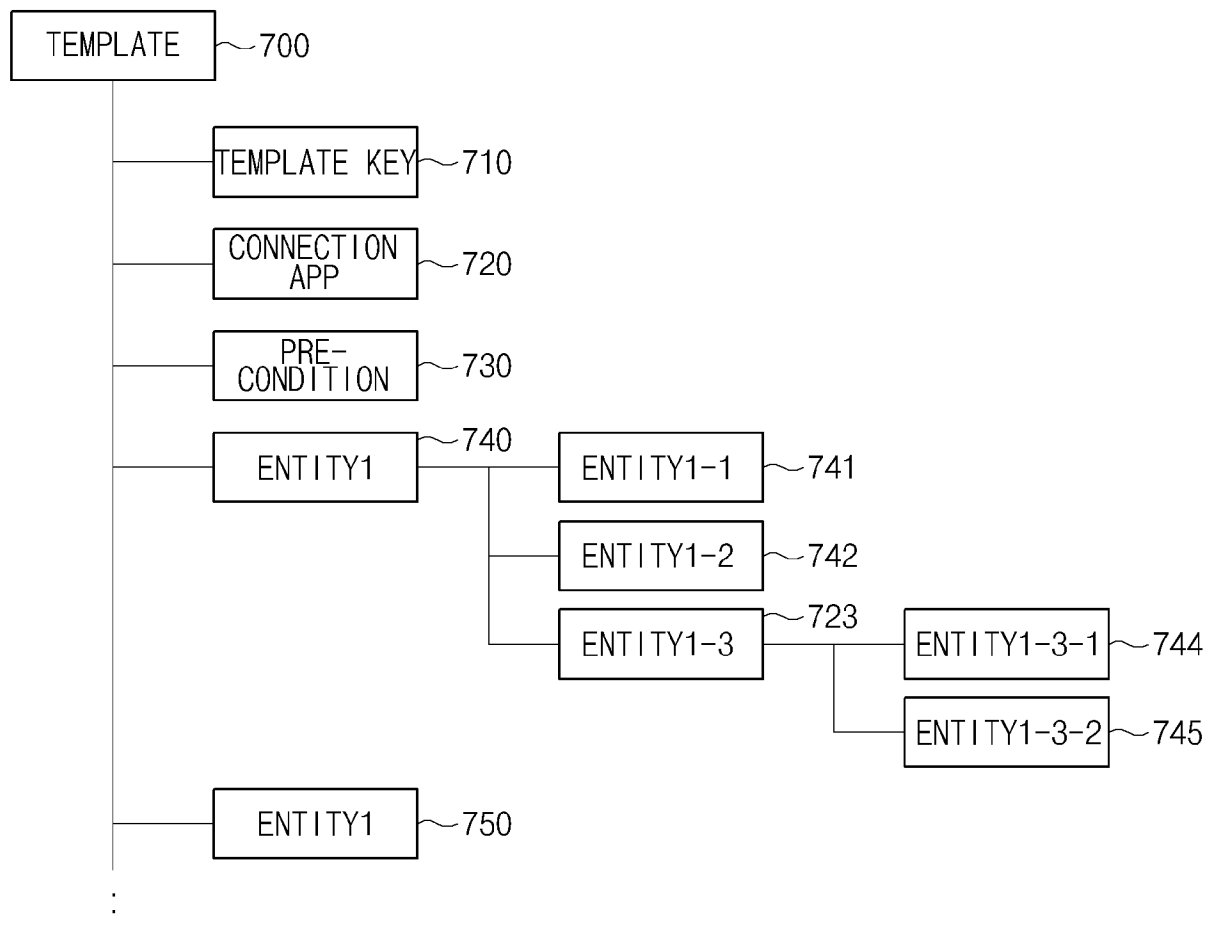 TEMPLATE 700
TEMPLATE KEY 710
CONNECTION
APP 720
PRE-
CONDITION 730
ENTITY1 740
ENTITY1-1 741
ENTITY1-2 742
ENTITY1-3 723
ENTITY1-3-1 744
ENTITY1-3-2 745
ENTITY1 750
: